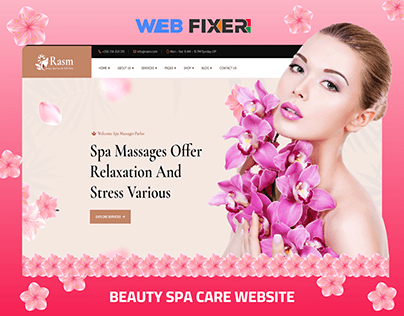 WEB FIXER!
Rasm
HOME ABOUT US SERVICES PAGES SHOP BLOG CONTACT US
Welcome Spa Massages Parlor
Spa Massages Offer
Relaxation And
Stress Various
EXPLORE SERVICES
BEAUTY SPA CARE WEBSITE